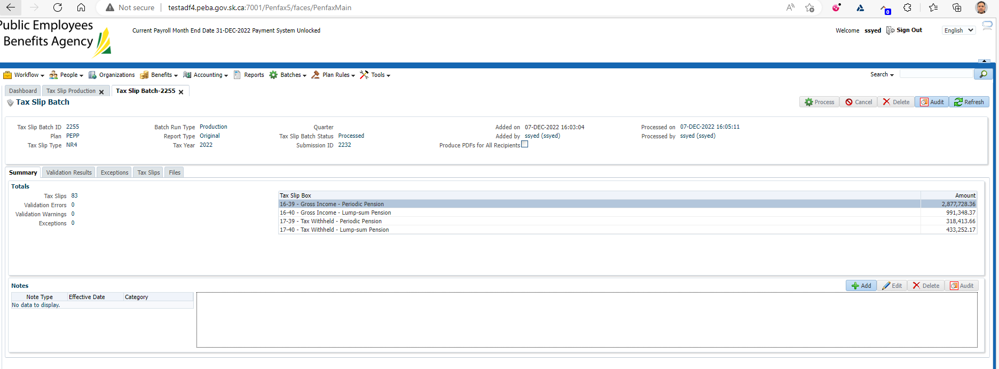 Not secure testadf4.peba.gov.sk.ca:7001/Penfax5/faces/PenfaxMain
Public Employees
Benefits Agency
Current Payroll Month End Date 31-DEC-2022 Payment System Unlocked
Welcome ssyed Sign Out English
Workflow People Organizations Benefits Accounting Reports Batches Plan Rules Tools Search
Dashboard Tax Slip Production Tax Slip Batch-2255
Tax Slip Batch
Process Cancel Delete Audit Refresh
Tax Slip Batch ID 2255 Batch Run Type Production Quarter Added on 07-DEC-2022 16:03:04 Processed on 07-DEC-2022 16:05:11
Plan PEPP Report Type Original Tax Slip Batch Status Processed Added by ssyed (ssyed) Processed by ssyed (ssyed)
Tax Slip Type NR4 Tax Year 2022 Submission ID 2232 Produce PDFs for All Recipients
Summary Validation Results Exceptions Tax Slips Files
Totals
Tax Slips 83
Validation Errors 0
Validation Warnings 0
Exceptions 0
Tax Slip Box Amount
16-39 - Gross Income - Periodic Pension 2,877,728.36
16-40 - Gross Income - Lump-sum Pension 991,348.37
17-39 - Tax Withheld - Periodic Pension 318,413.66
17-40 - Tax Withheld - Lump-sum Pension 433,252.17
Notes
Add Edit Delete Audit
Note Type Effective Date Category
No data to display.